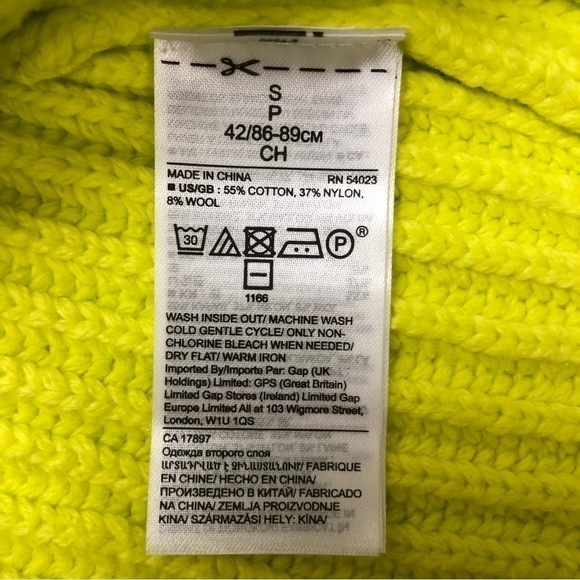 S
P
42/86-89CM
CH
MADE IN CHINA RN 54023
■ US/GB : 55% COTTON, 37% NYLON,
8% WOOL
30 P ®
1166
WASH INSIDE OUT/ MACHINE WASH
COLD GENTLE CYCLE/ ONLY NON-
CHLORINE BLEACH WHEN NEEDED/
DRY FLAT/ WARM IRON
Imported By/Importe Par: Gap (UK
Holdings) Limited: GPS (Great Britain)
Limited Gap Stores (Ireland) Limited Gap
Europe Limited All at 103 Wigmore Street,
London, W1U 1QS
CA 17897
Одежда второго слоя
ԱՐՏԱԴՐՎԱԾ Է ՉԻՆԱՍՏԱՆՈՒՄ/ FABRIQUE
EN CHINE/ HECHO EN CHINA/
ПРОИЗВЕДЕНО В КИТАЙ/ FABRICADO
NA CHINA/ ZEMLJA PROIZVODNJE
KINA/ SZÁRMAZÁSI HELY: KÍNA/